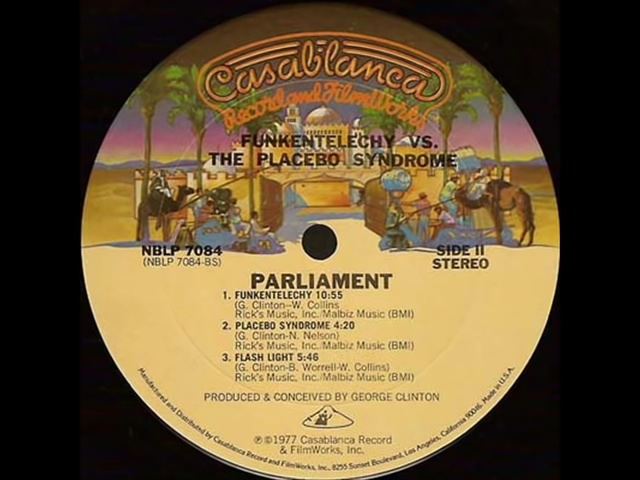 Casablanca
Record and FilmWorks
FUNKENTELECHY VS.
THE PLACEBO SYNDROME
NBLP 7084
(NBLP 7084-BS)
SIDE II
STEREO
PARLIAMENT
1. FUNKENTELECHY 10:55
(G. Clinton--W. Collins
Rick's Music, Inc./Malbiz Music (BMI)
2. PLACEBO SYNDROME 4:20
(G. Clinton-N. Nelson)
Rick's Music, Inc./Malbiz Music (BMI)
3. FLASH LIGHT 5:46
(G. Clinton-B. Worrell-W. Collins)
Rick's Music, Inc./Malbiz Music (BMI)
PRODUCED & CONCEIVED BY GEORGE CLINTON
℗©1977 Casablanca Record
& FilmWorks, Inc.
Manufactured and Distributed by Casablanca Record and FilmWorks, Inc., 8255 Sunset Boulevard, Los Angeles, California 90046. Made in U.S.A.